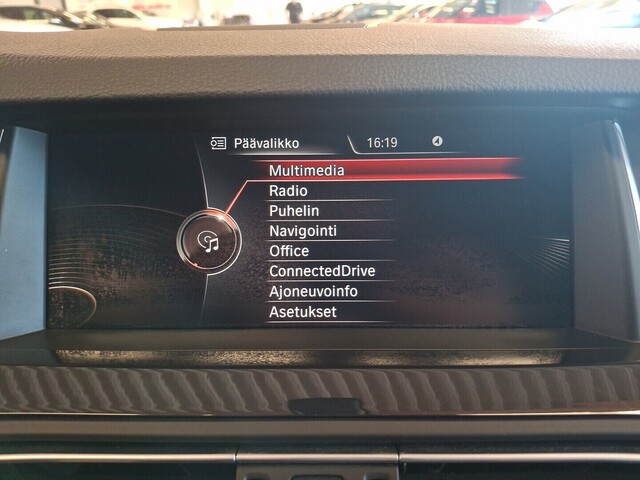 Päävalikko 16:19
Multimedia
Radio
Puhelin
Navigointi
Office
ConnectedDrive
Ajoneuvoinfo
Asetukset